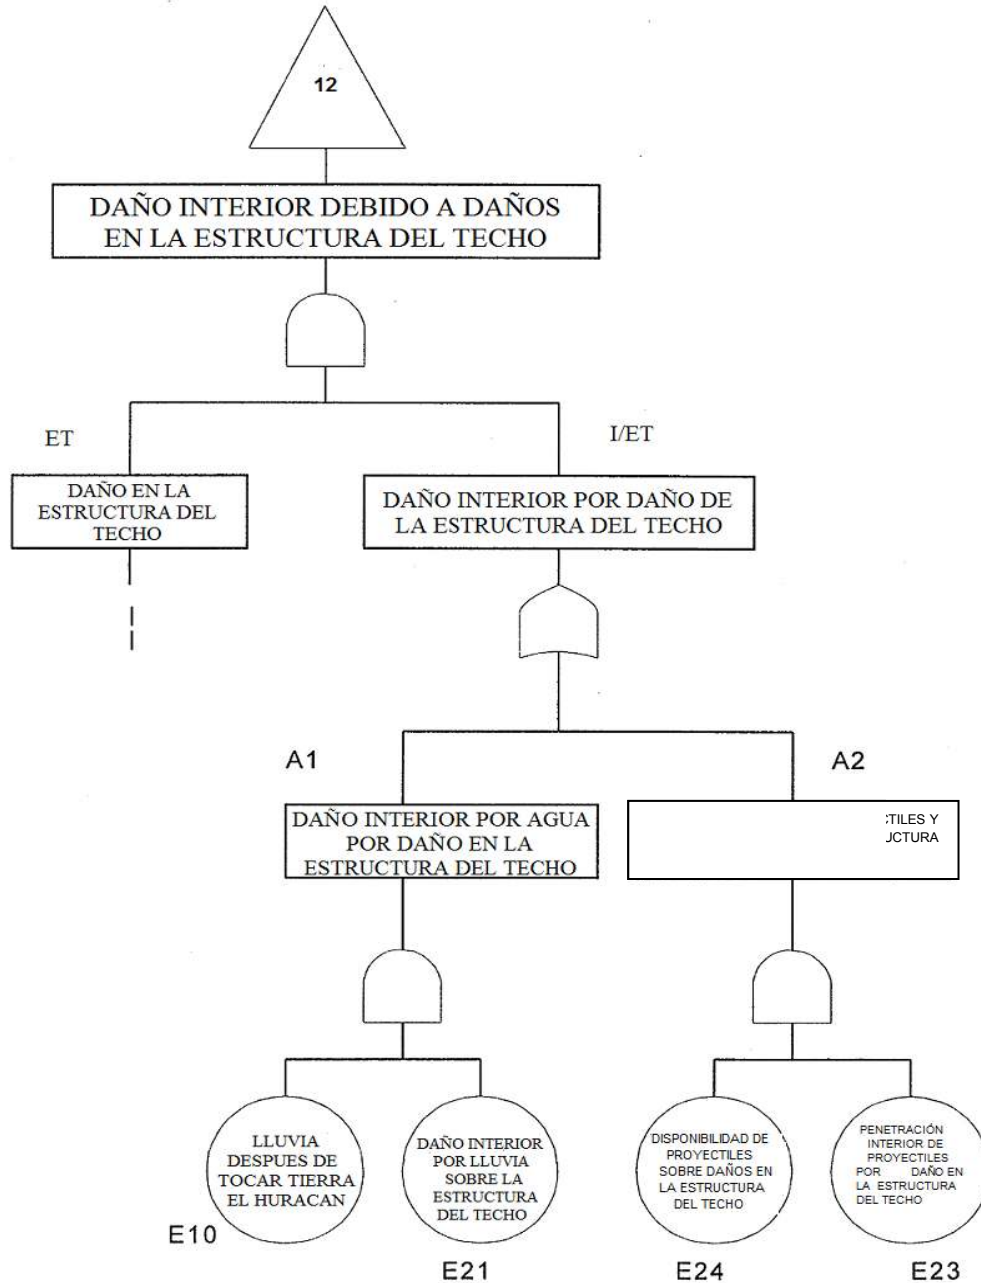 12
DAÑO INTERIOR DEBIDO A DAÑOS
EN LA ESTRUCTURA DEL TECHO
ET
I/ET
DAÑO EN LA
ESTRUCTURA DEL
TECHO
DAÑO INTERIOR POR DAÑO DE
LA ESTRUCTURA DEL TECHO
A1
A2
DAÑO INTERIOR POR AGUA
POR DAÑO EN LA
ESTRUCTURA DEL TECHO
Y
LLUVIA
DESPUES DE
TOCAR TIERRA
EL HURACAN
E10
DAÑO INTERIOR
POR LLUVIA
SOBRE LA
ESTRUCTURA
DEL TECHO
E21
DISPONIBILIDAD DE
PROYECTILES
SOBRE DAÑOS EN
LA ESTRUCTURA
DEL TECHO
E24
PENETRACIÓN
INTERIOR DE
PROYECTILES
POR DAÑO EN
LA ESTRUCTURA
DEL TECHO
E23